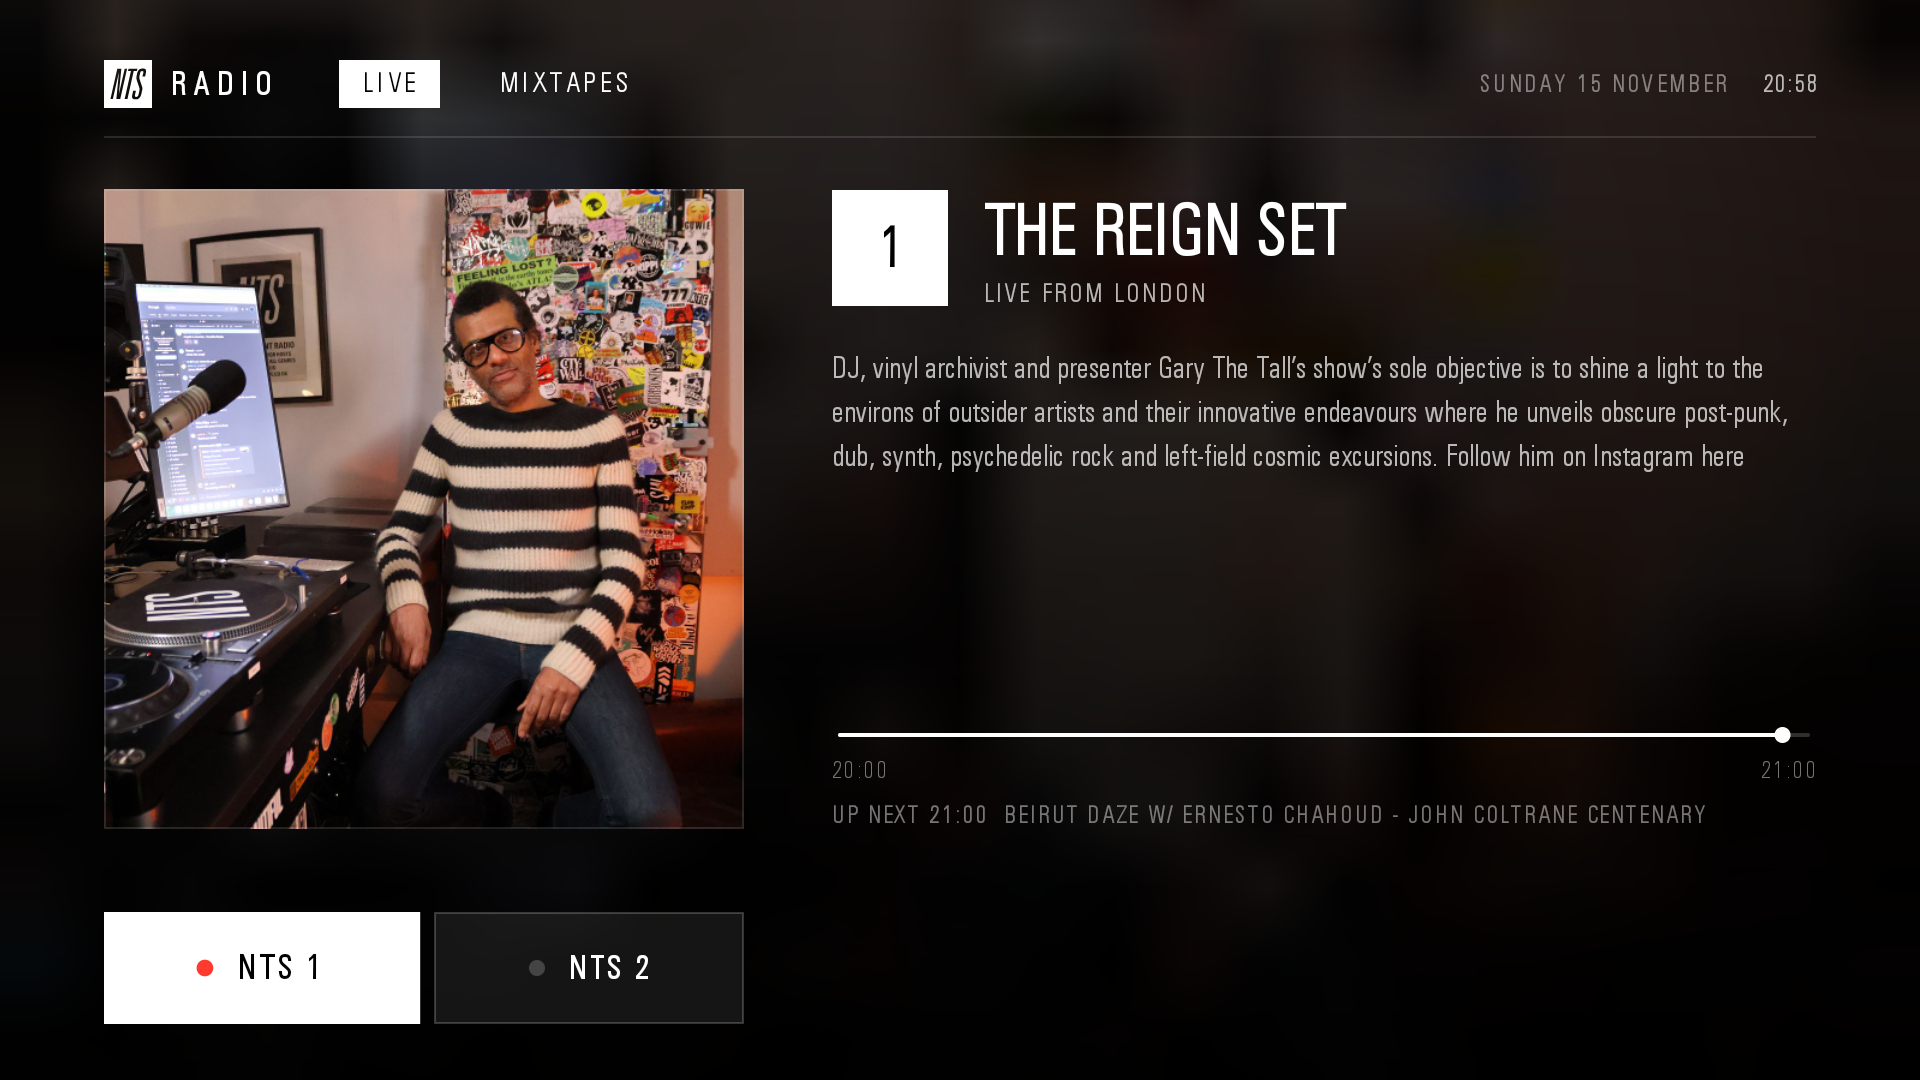 NTS RADIO LIVE MIXTAPES SUNDAY 15 NOVEMBER 20:58
FEELING LOST?
777
NTS
1
THE REIGN SET
LIVE FROM LONDON
DJ, vinyl archivist and presenter Gary The Tall’s show’s sole objective is to shine a light to the
environs of outsider artists and their innovative endeavours where he unveils obscure post-punk,
dub, synth, psychedelic rock and left-field cosmic excursions. Follow him on Instagram here
20:00 21:00
UP NEXT 21:00 BEIRUT DAZE W/ ERNESTO CHAHOUD - JOHN COLTRANE CENTENARY
NTS 1 NTS 2